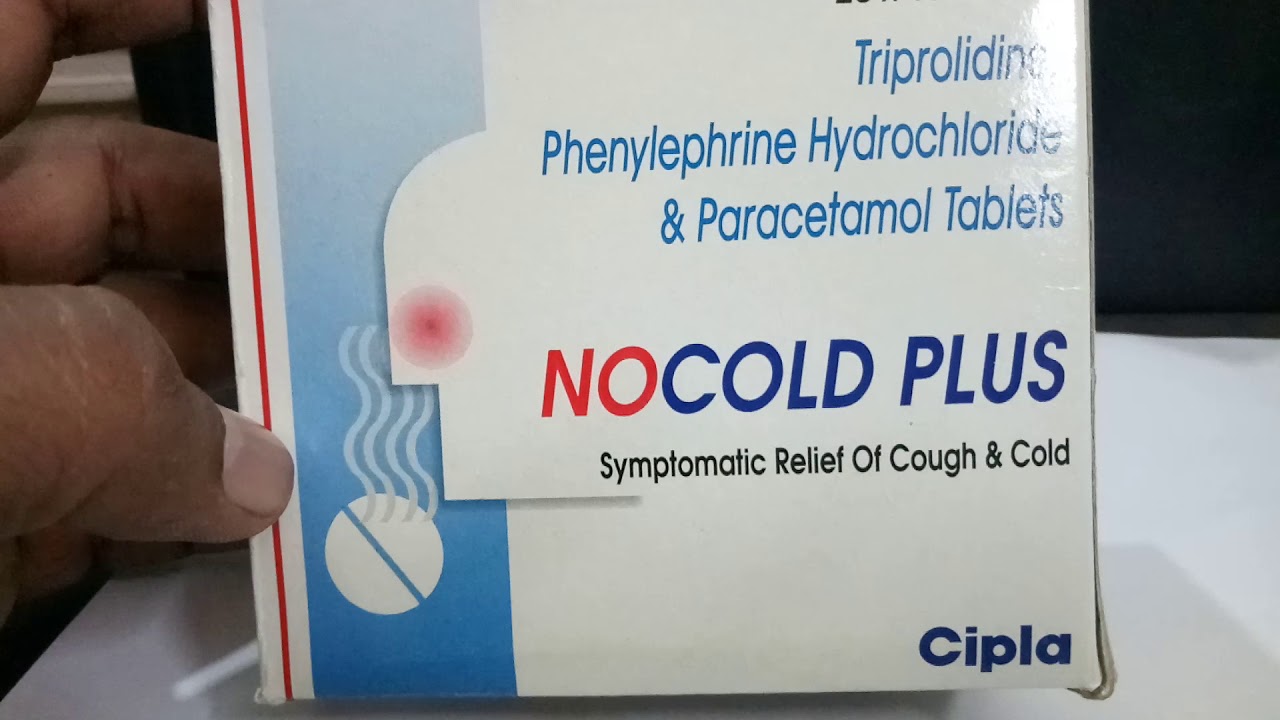 Triprolidine,
Phenylephrine Hydrochloride
& Paracetamol Tablets
NOCOLD PLUS
Symptomatic Relief Of Cough & Cold
Cipla